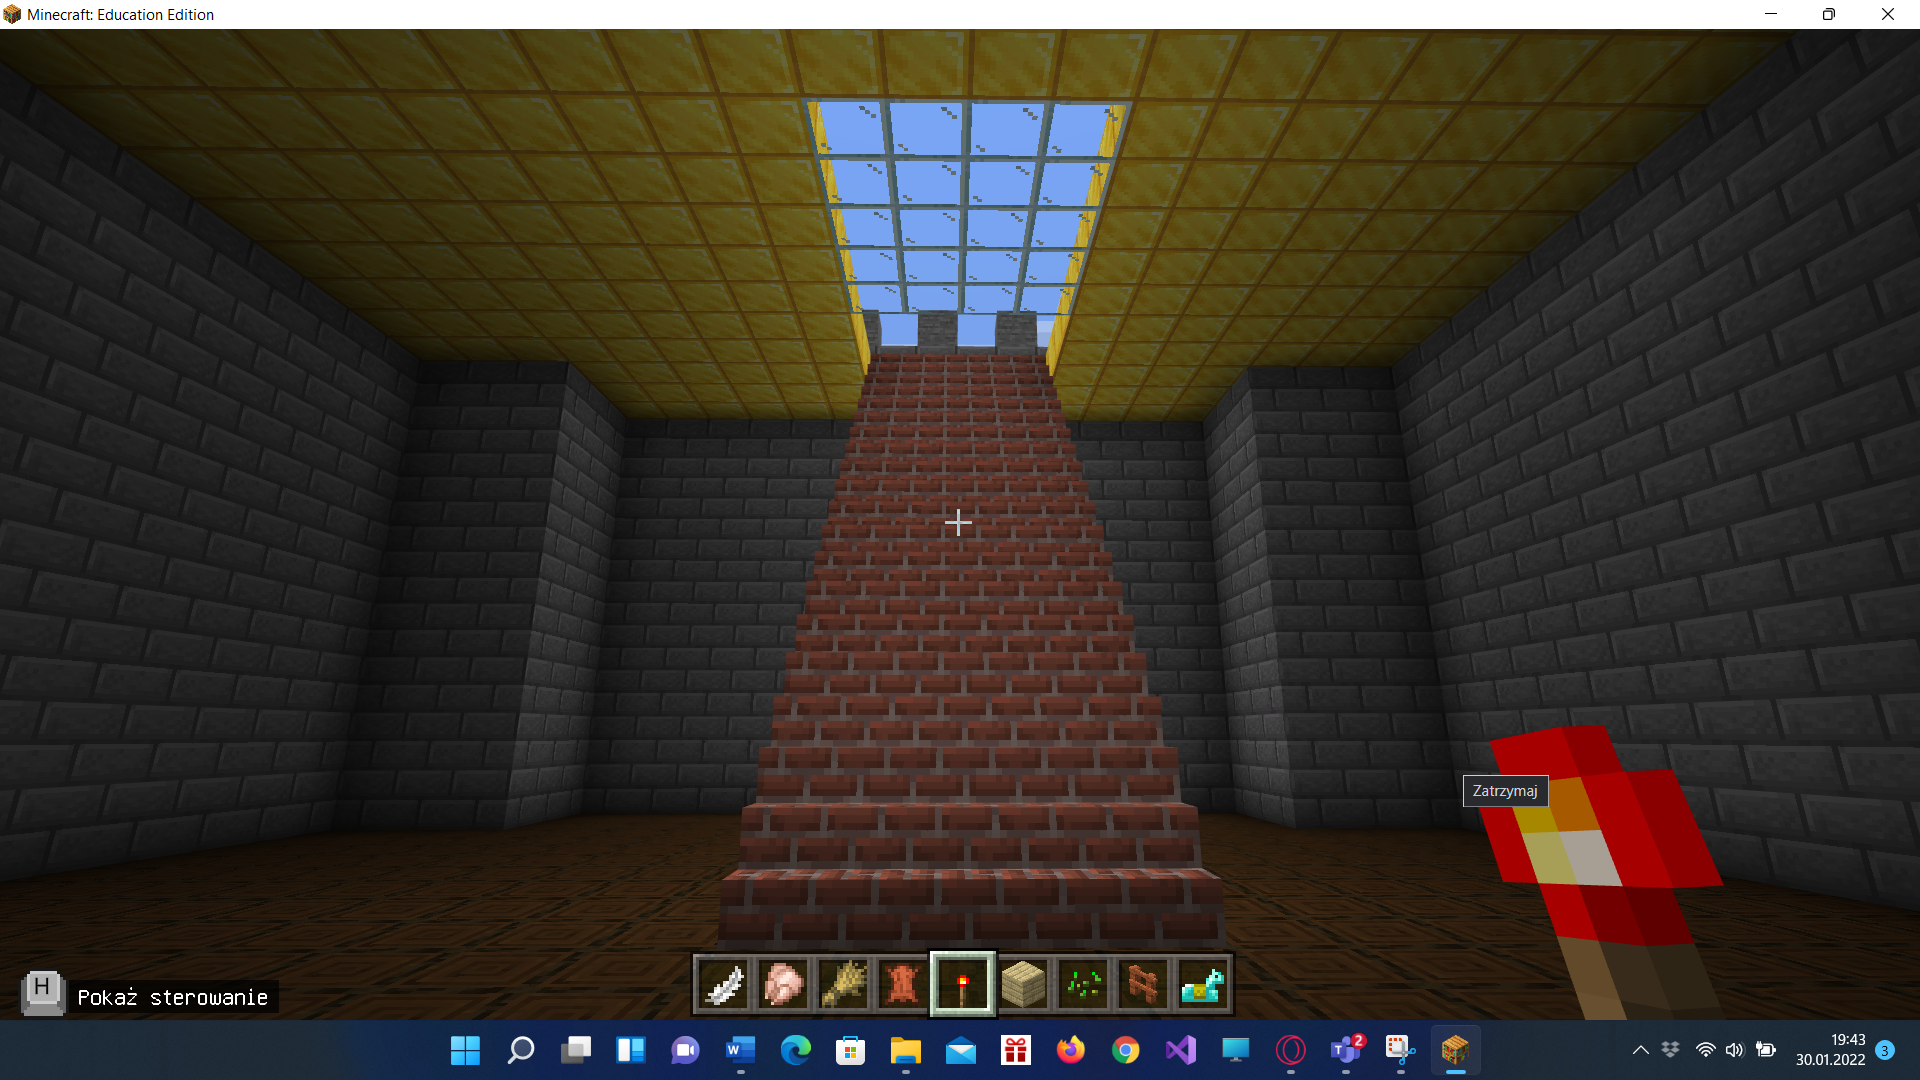 Minecraft: Education Edition
Zatrzymaj
H
Pokaż sterowanie
W
T
2
19:43
30.01.2022
3